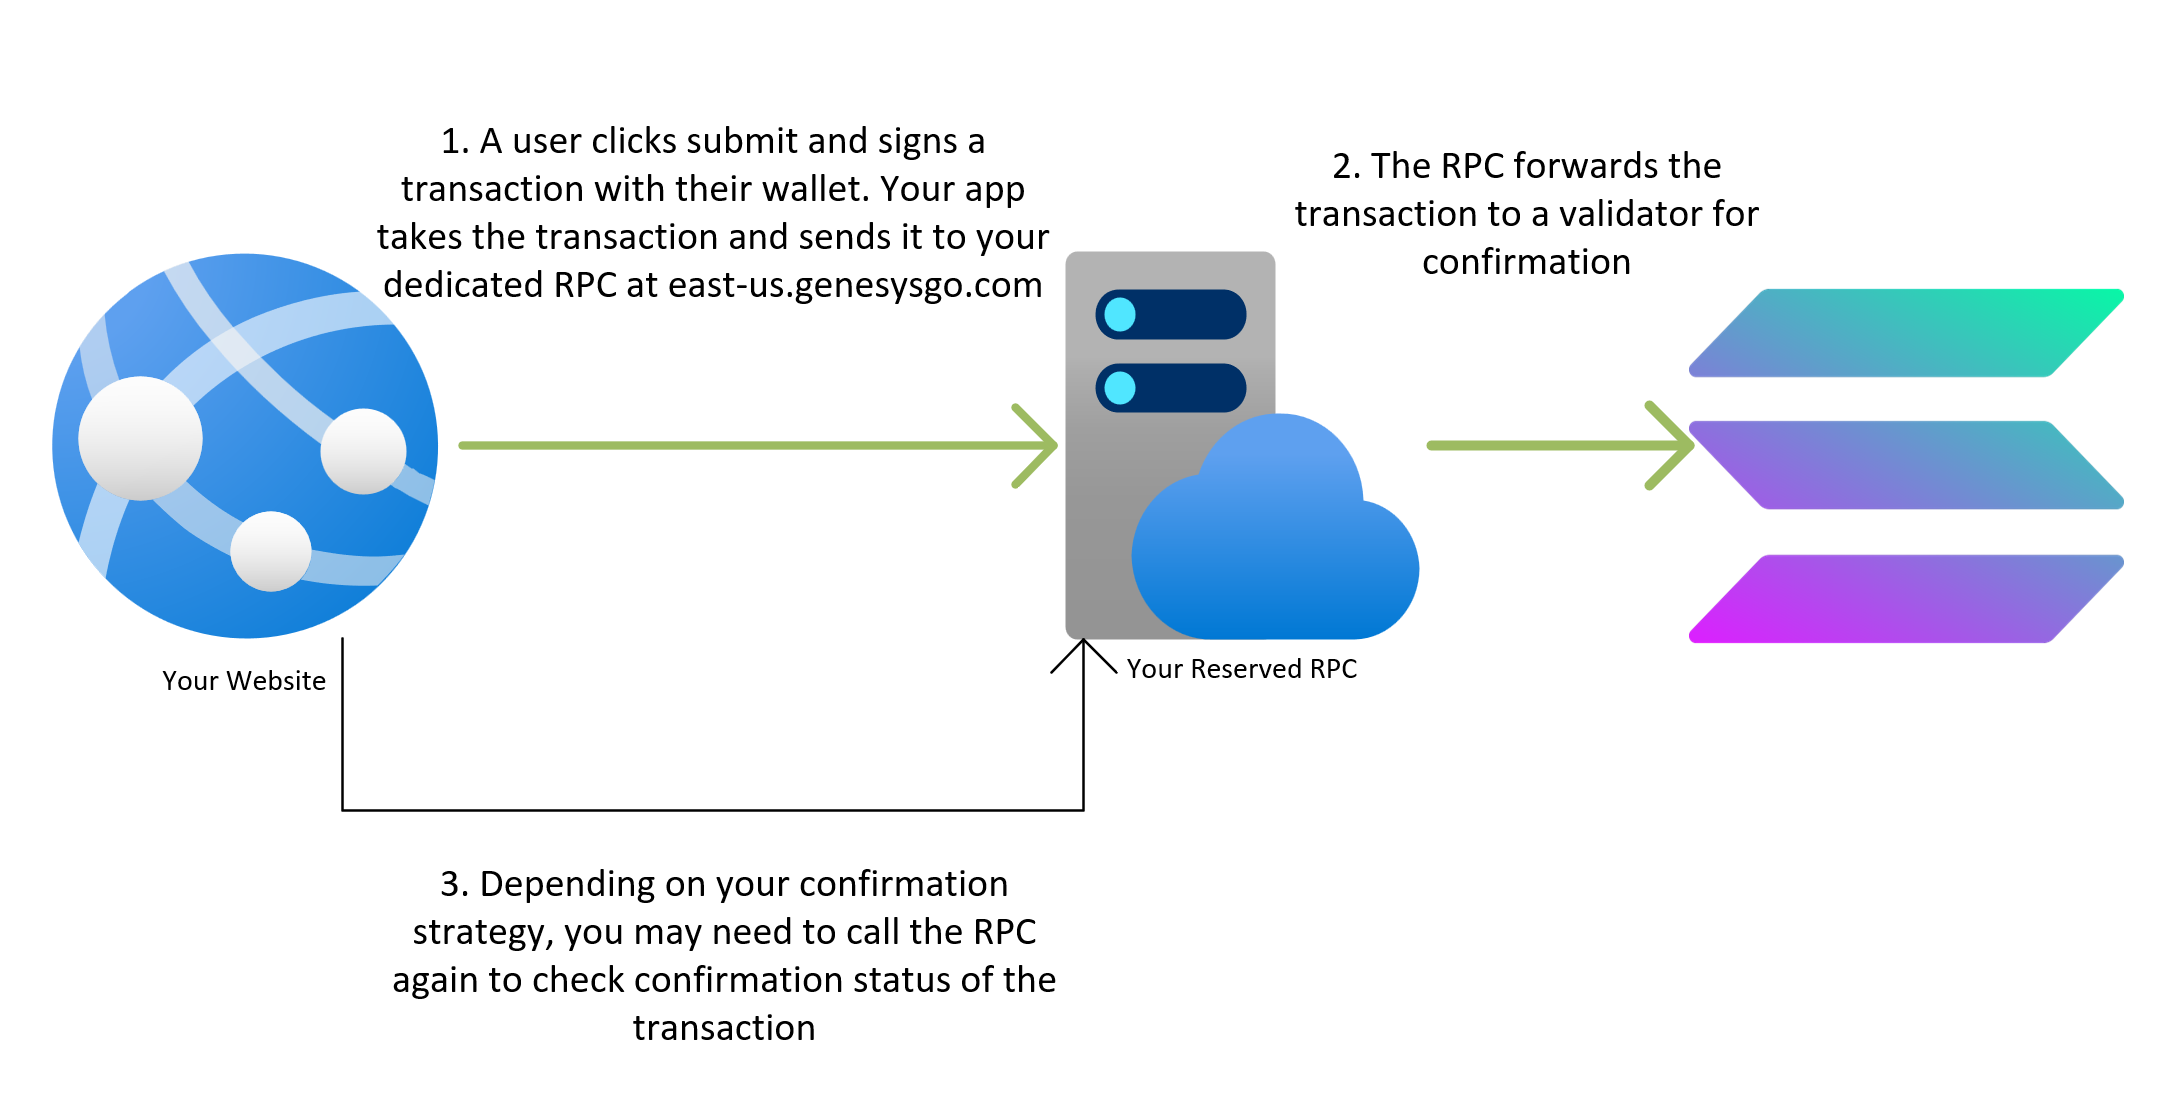 1. A user clicks submit and signs a
transaction with their wallet. Your app
takes the transaction and sends it to your
dedicated RPC at east-us.genesysgo.com
2. The RPC forwards the
transaction to a validator for
confirmation
Your Website
Your Reserved RPC
3. Depending on your confirmation
strategy, you may need to call the RPC
again to check confirmation status of the
transaction